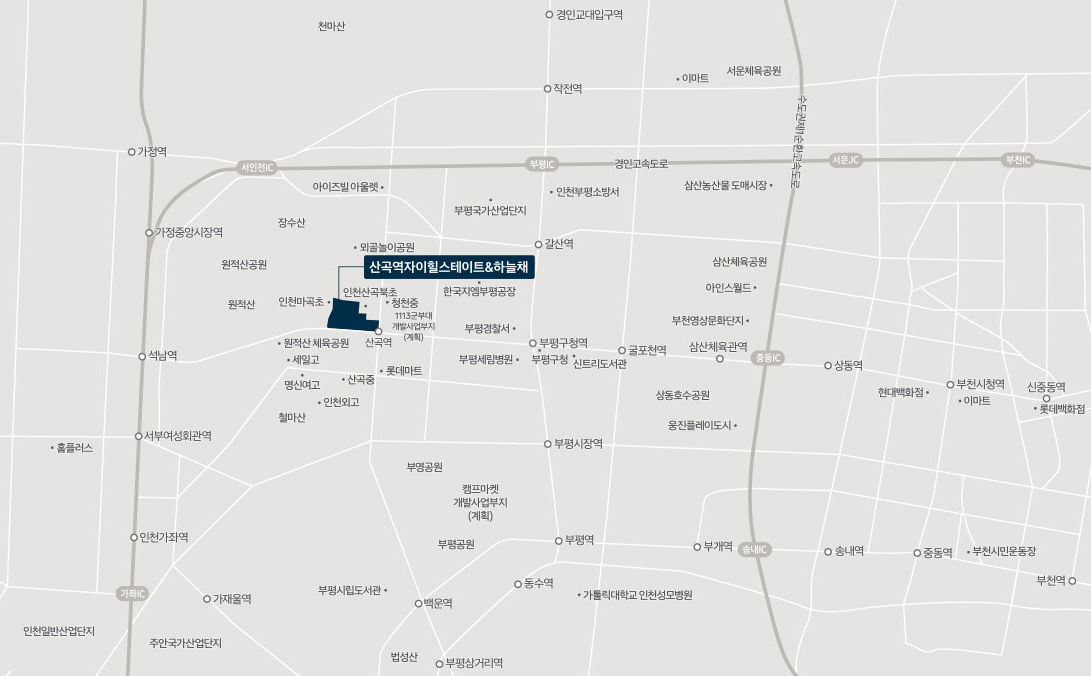 경인교대입구역
천마산
서운체육공원
이마트
작전역
수도권제1순환고속도로
가정역
서인천IC
부평IC
경인고속도로
서운JC
부천IC
아이즈빌 아울렛
인천부평소방서
삼산농산물 도매시장
부평국가산업단지
장수산
가정중앙시장역
뫼골놀이공원
갈산역
원적산공원
산곡역자이힐스테이트&하늘채
삼산체육공원
아인스월드
한국지엠부평공장
인천산곡북초
인천마곡초
청천중
원적산
1113군부대
개발사업부지
(계획)
부천영상문화단지
부평경찰서
원적산 체육공원
산곡역
부평구청역
굴포천역
삼산체육관역
석남역
세일고
부평세림병원
부평구청
신트리도서관
중동IC
상동역
롯데마트
명신여고
산곡중
현대백화점
부천시청역
신중동역
인천외고
상동호수공원
이마트
롯데백화점
철마산
웅진플레이도시
서부여성회관역
홈플러스
부평시장역
부영공원
캠프마켓
개발사업부지
(계획)
인천가좌역
부평공원
부평역
부개역
송내IC
송내역
중동역
부천시민운동장
부천역
가좌IC
가재울역
부평시립도서관
동수역
백운역
가톨릭대학교 인천성모병원
인천일반산업단지
주안국가산업단지
법성산
부평삼거리역